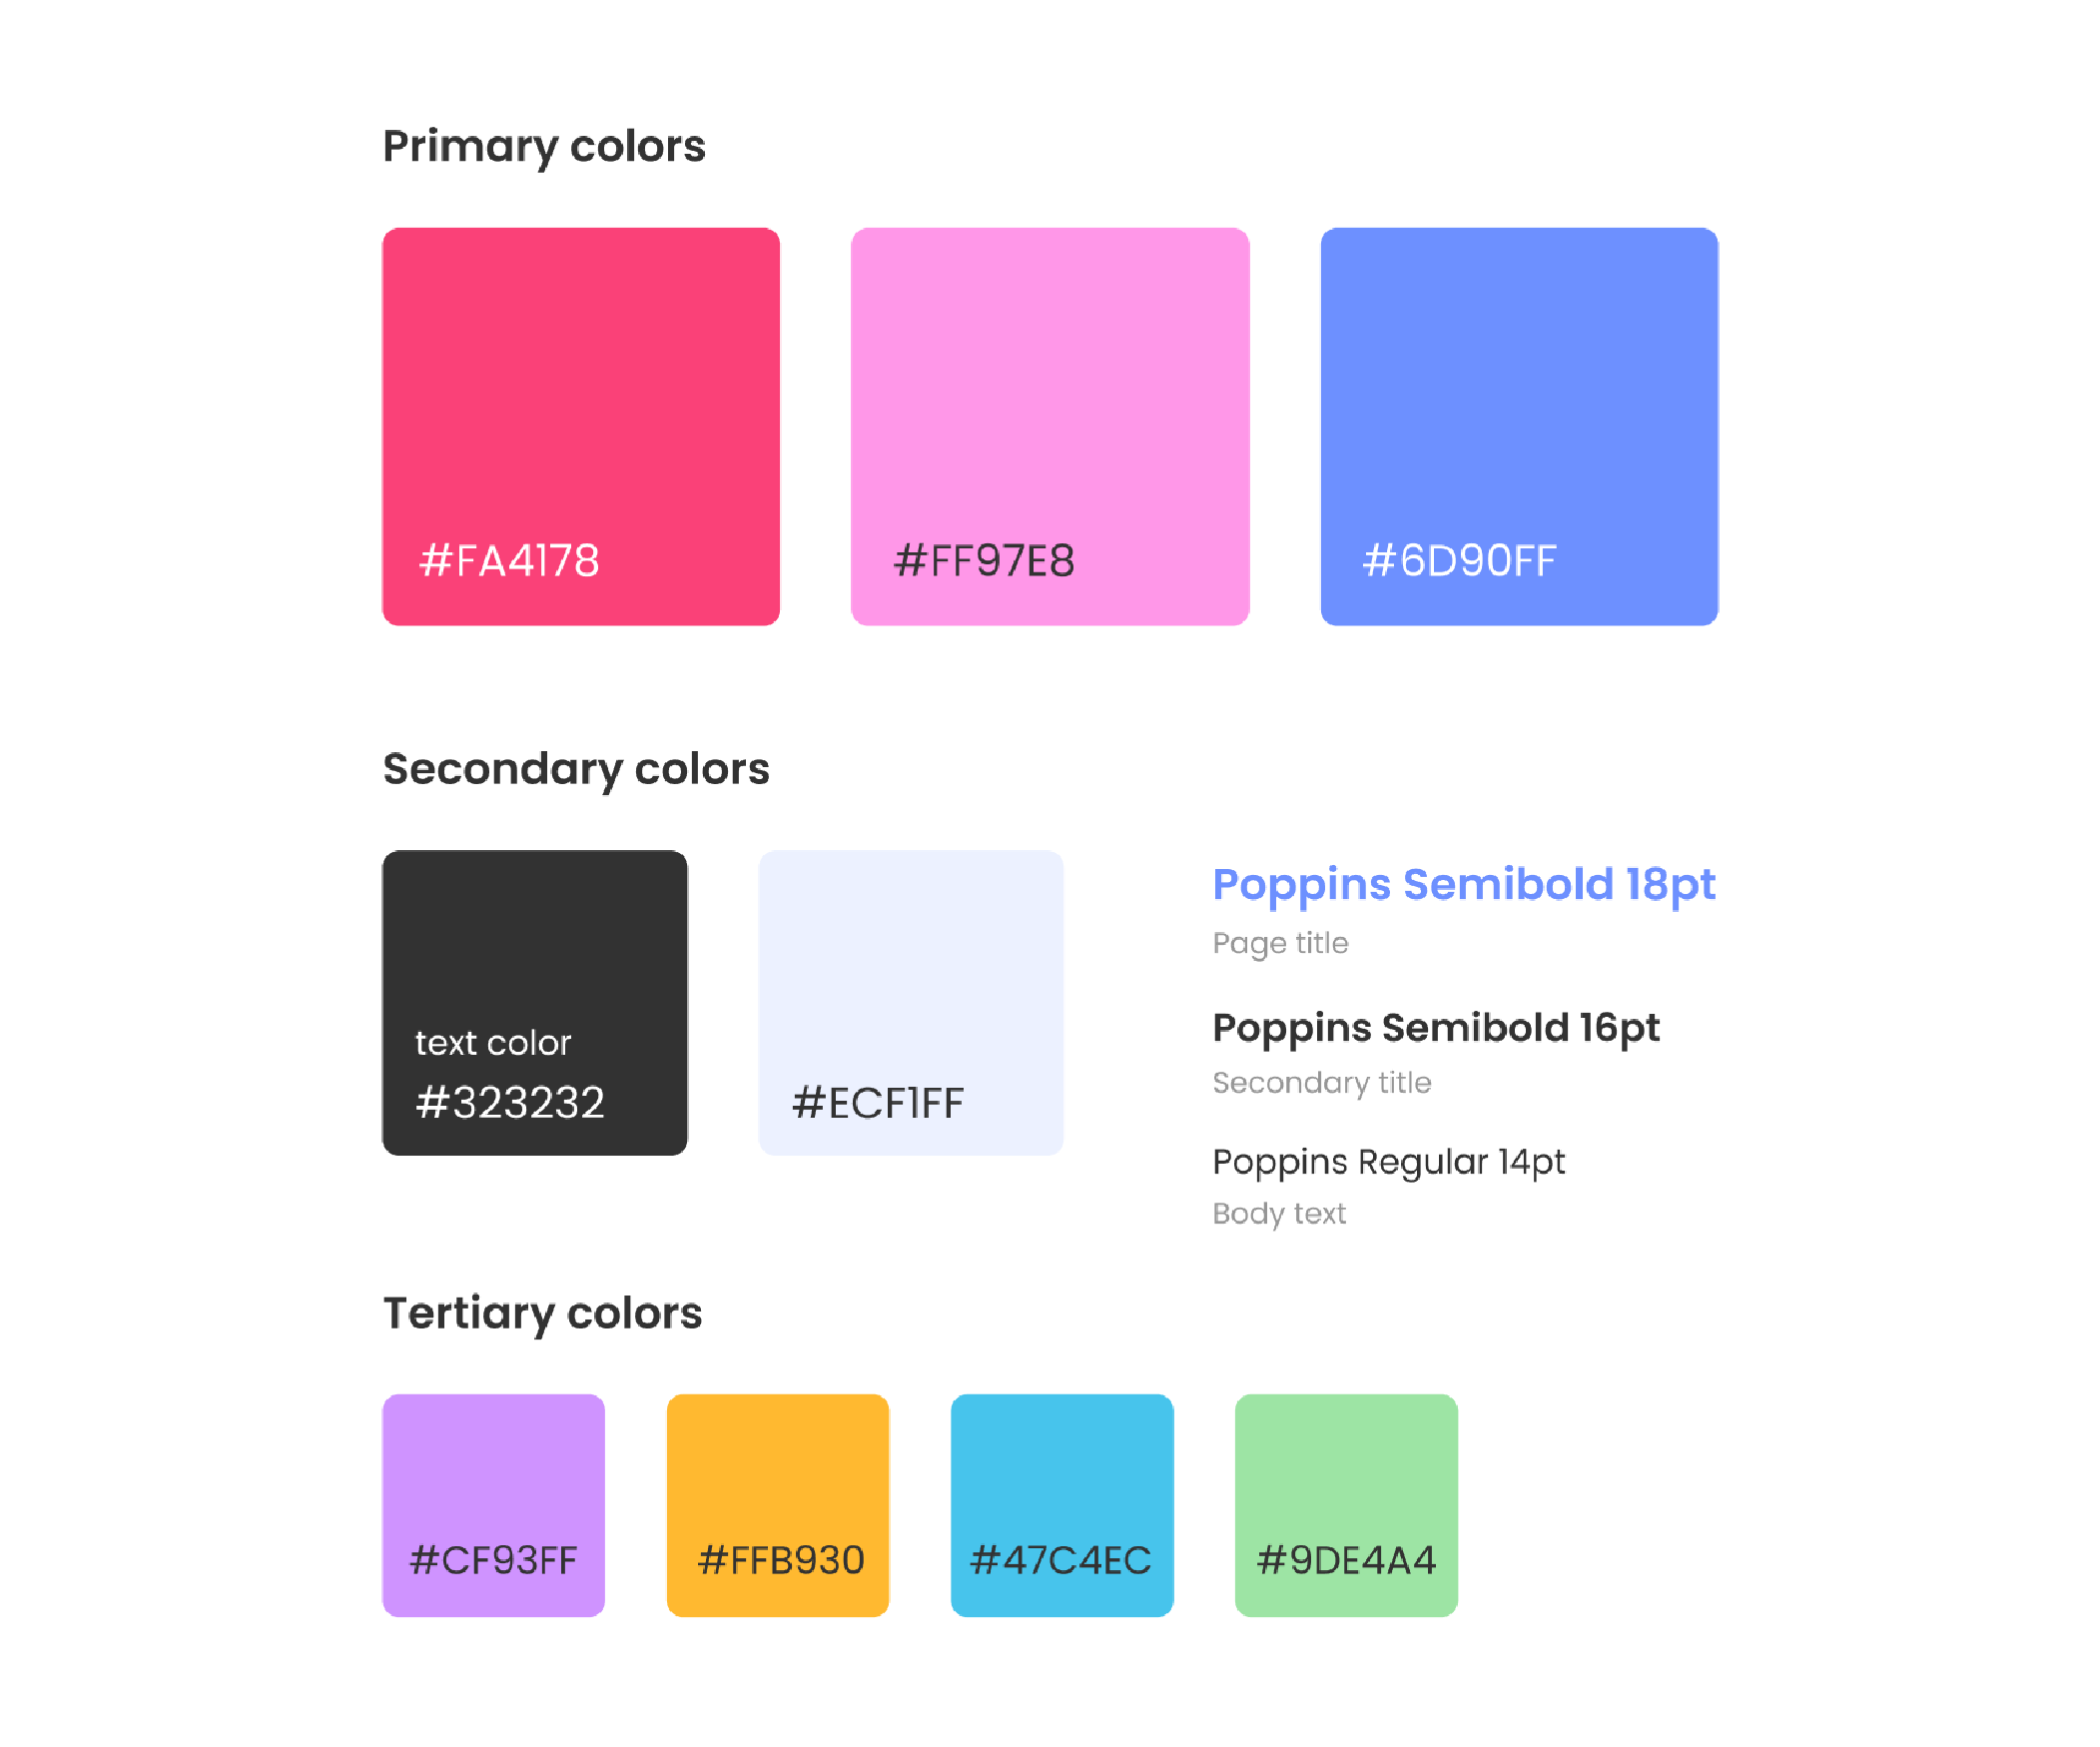 Primary colors
#FA4178
#FF97E8
#6D90FF
Secondary colors
text color
#323232
#ECF1FF
Poppins Semibold 18pt
Page title
Poppins Semibold 16pt
Secondary title
Poppins Regular 14pt
Body text
Tertiary colors
#CF93FF
#FFB930
#47C4EC
#9DE4A4